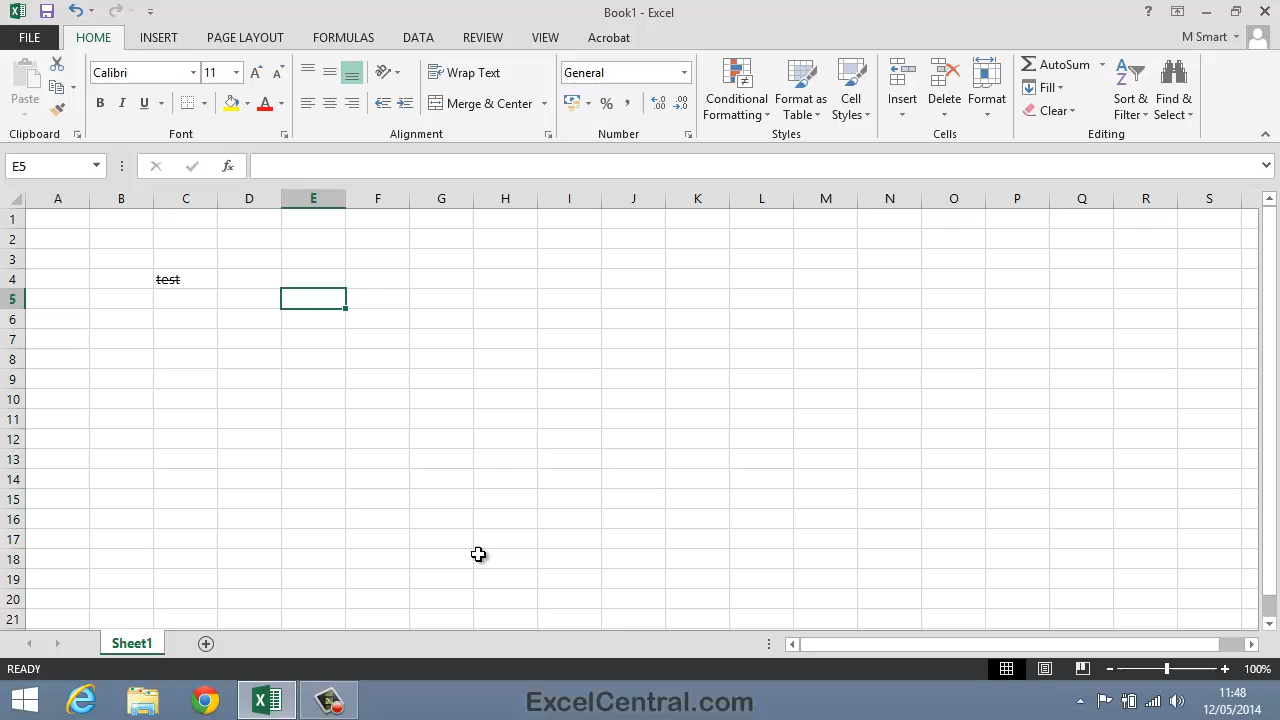 Book1 - Excel
FILE HOME INSERT PAGE LAYOUT FORMULAS DATA REVIEW VIEW Acrobat M Smart
Calibri 11 Wrap Text General AutoSum
Paste B I U Merge & Center % , Conditional Formatting Format as Table Cell Styles Insert Delete Format Fill Clear Sort & Filter Find & Select
Clipboard Font Alignment Number Styles Cells Editing
E5 fx
A B C D E F G H I J K L M N O P Q R S
1
2
3
4 test
5
6
7
8
9
10
11
12
13
14
15
16
17
18
19
20
21
Sheet1
READY 100%
ExcelCentral.com
11:48
12/05/2014